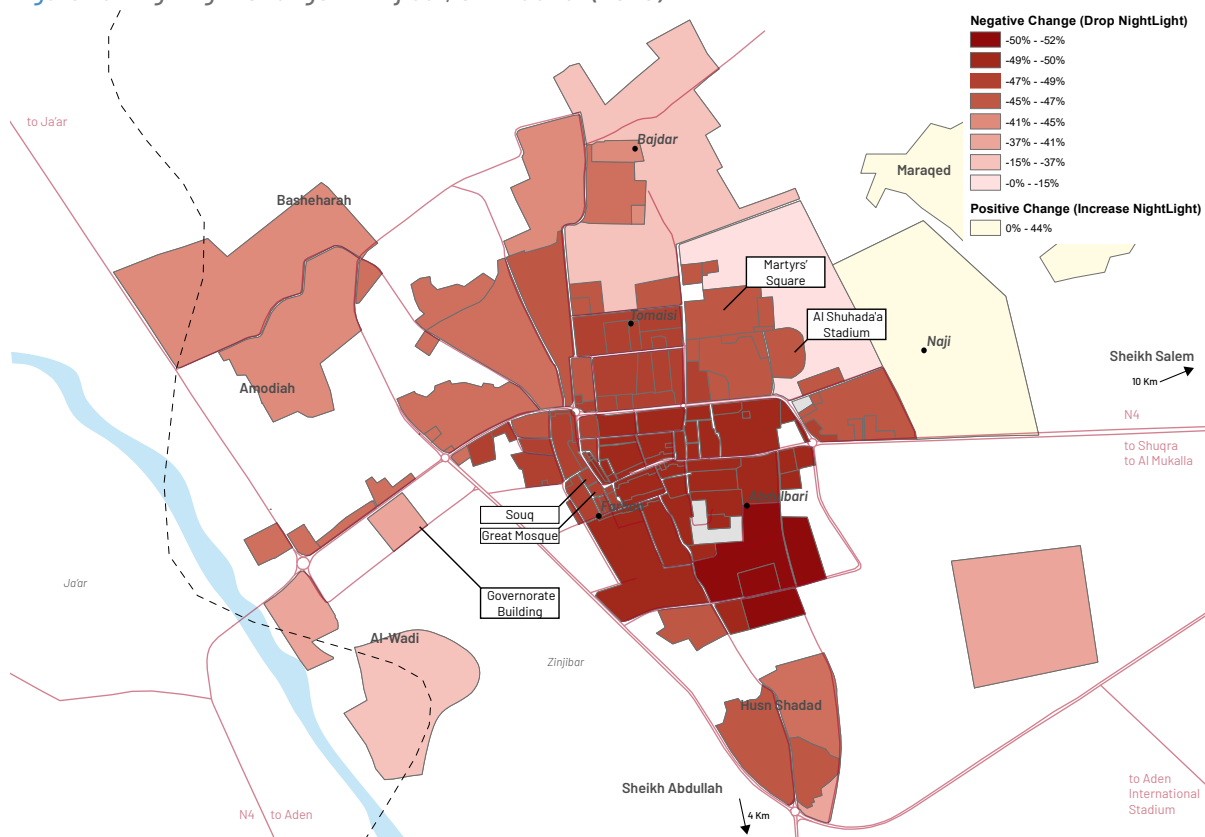 Negative Change (Drop NightLight)
-50% - -52%
-49% - -50%
-47% - -49%
-45% - -47%
-41% - -45%
-37% - -41%
-15% - -37%
-0% - -15%
Positive Change (Increase NightLight)
0% - 44%
to Ja'ar
Bajdar
Maraqed
Basheharah
Martyrs'
Square
Tomaisi
Al Shuhada'a
Stadium
Naji
Sheikh Salem
10 Km
Amodiah
N4
to Shuqra
to Al Mukalla
Abdulbari
Souq
Great Mosque
Ja'ar
Governorate
Building
Al-Wadi
Zinjibar
Husn Shadad
Sheikh Abdullah
4 Km
N4
to Aden
to Aden
International
Stadium